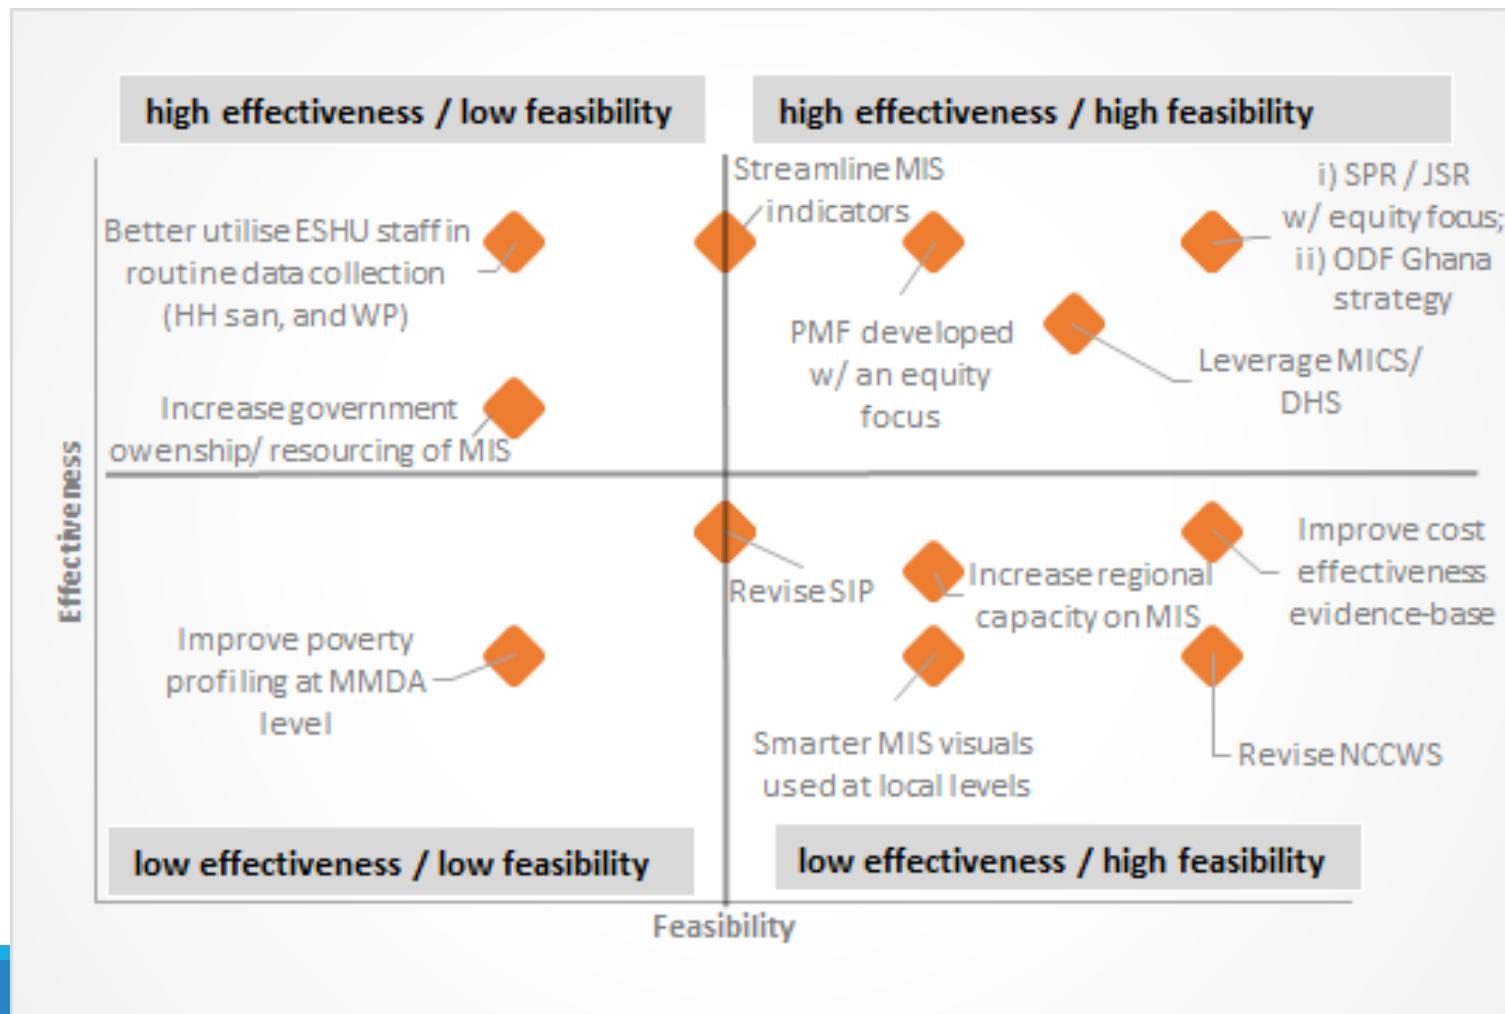 high effectiveness / low feasibility
high effectiveness / high feasibility
Streamline MIS
indicators
i) SPR / JSR
w/ equity focus;
ii) ODF Ghana
strategy
Better utilise ESHU staff in
routine data collection
(HH san, and WP)
PMF developed
w/ an equity
focus
Leverage MICS/
DHS
Increase government
owenship/ resourcing of MIS
Effectiveness
Revise SIP
Increase regional
capacity on MIS
Improve cost
effectiveness
evidence-base
Improve poverty
profiling at MMDA
level
Smarter MIS visuals
used at local levels
Revise NCCWS
low effectiveness / low feasibility
low effectiveness / high feasibility
Feasibility